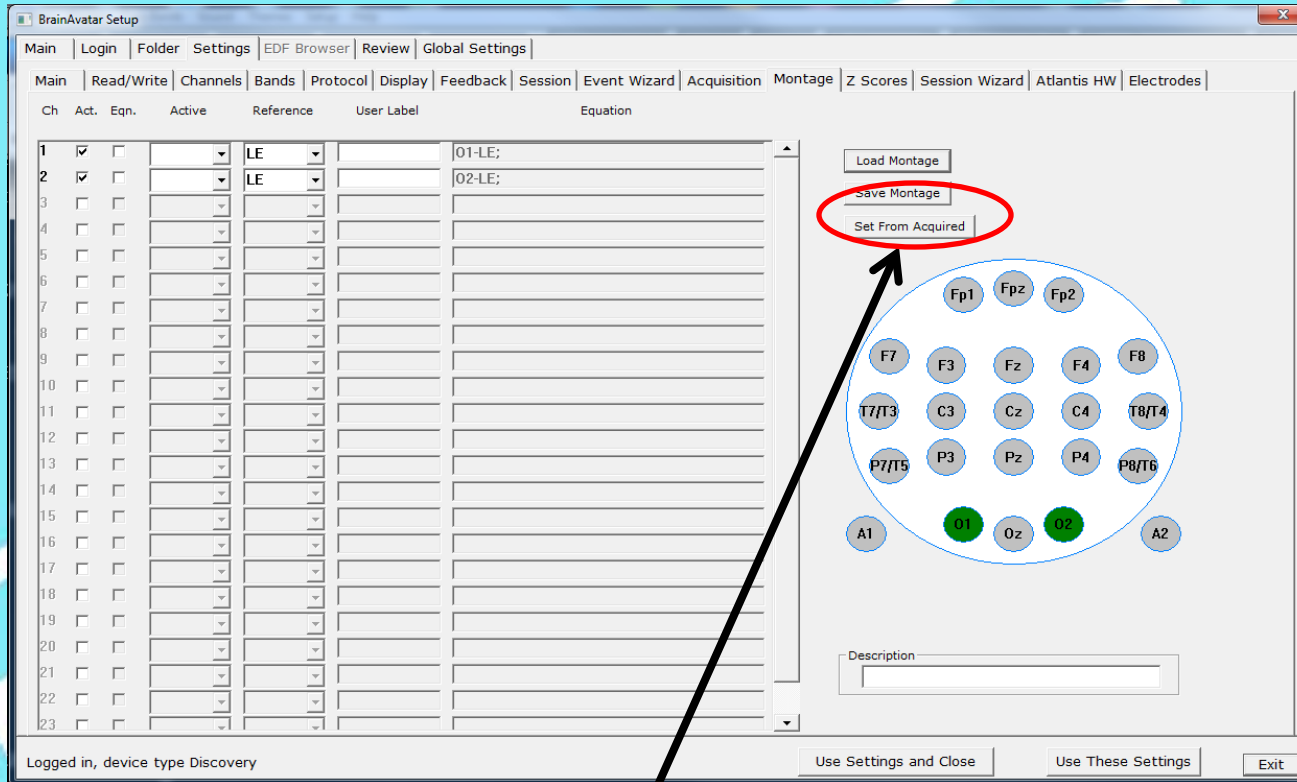 BrainAvatar Setup
Main Login Folder Settings EDF Browser Review Global Settings
Main Read/Write Channels Bands Protocol Display Feedback Session Event Wizard Acquisition Montage Z Scores Session Wizard Atlantis HW Electrodes
Ch Act. Eqn. Active Reference User Label Equation
1 LE O1-LE;
2 LE O2-LE;
3
4
5
6
7
8
9
10
11
12
13
14
15
16
17
18
19
20
21
22
23
Load Montage
Save Montage
Set From Acquired
Fp1 Fpz Fp2
F7 F3 Fz F4 F8
T7/T3 C3 Cz C4 T8/T4
P7/T5 P3 Pz P4 P8/T6
A1 O1 Oz O2 A2
Description
Logged in, device type Discovery
Use Settings and Close Use These Settings Exit